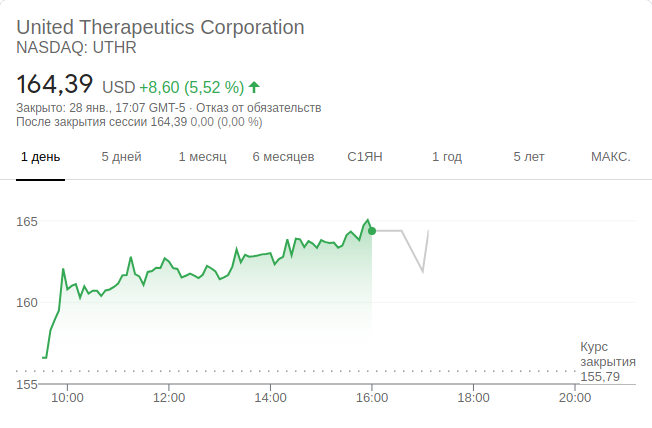 United Therapeutics Corporation
NASDAQ: UTHR
164,39 USD +8,60 (5,52 %)
Закрыто: 28 янв., 17:07 GMT-5 · Отказ от обязательств
После закрытия сессии 164,39 0,00 (0,00 %)
1 день 5 дней 1 месяц 6 месяцев С1ЯН 1 год 5 лет МАКС.
165
160
Курс
закрытия
155,79
155
10:00 12:00 14:00 16:00 18:00 20:00